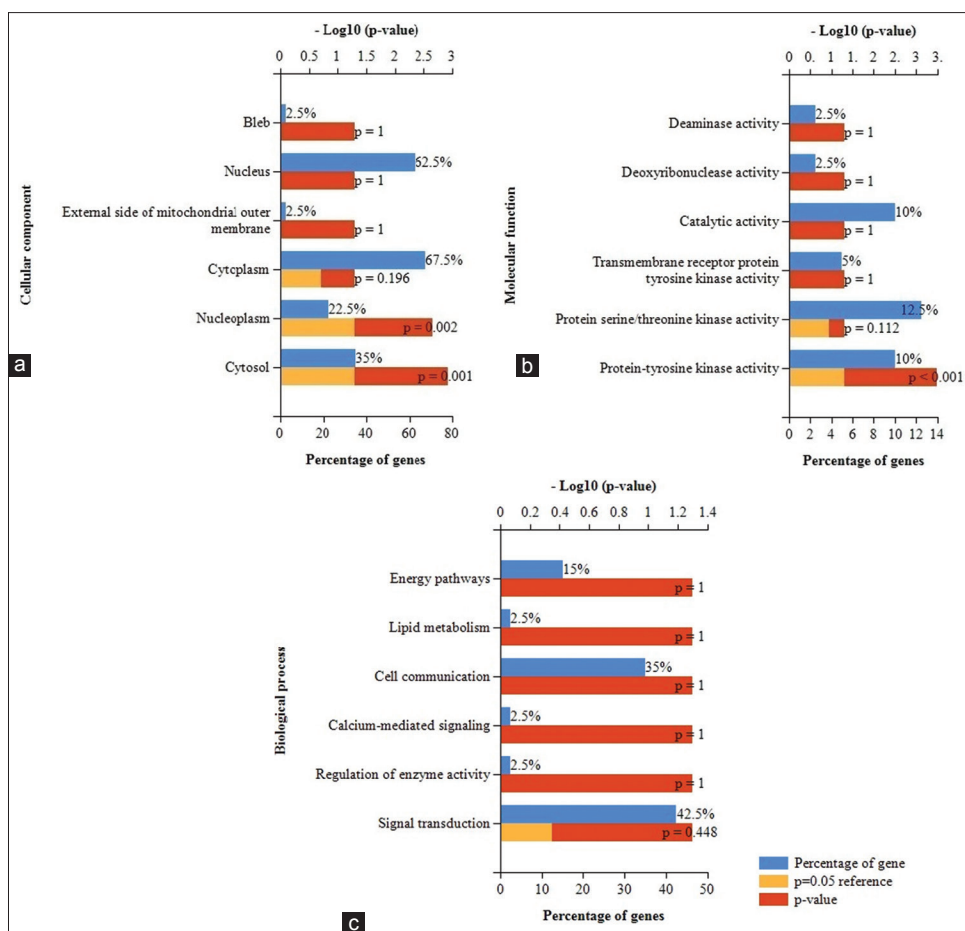 - Log10 (p-value)
0 0.5 1 1.5 2 2.5 3
Cellular component
Bleb
2.5%
p = 1
Nucleus
62.5%
p = 1
External side of mitochondrial outer
membrane
2.5%
p = 1
Cytcplasm
67.5%
p = 0.196
Nucleoplasm
22.5%
p = 0.002
Cytosol
35%
p = 0.001
0 20 40 60 80
Percentage of genes
a
- Log10 (p-value)
0 0. 1 1. 2 2. 3 3.
Molecular function
Deaminase activity
2.5%
p = 1
Deoxyribonuclease activity
2.5%
p = 1
Catalytic activity
10%
p = 1
Transmembrane receptor protein
tyrosine kinase activity
5%
p = 1
Protein serine/threonine kinase activity
12.5%
p = 0.112
Protein-tyrosine kinase activity
10%
p < 0.001
0 2 4 6 8 10 12 14
Percentage of genes
b
- Log10 (p-value)
0 0.2 0.4 0.6 0.8 1 1.2 1.4
Biological process
Energy pathways
15%
p = 1
Lipid metabolism
2.5%
p = 1
Cell communication
35%
p = 1
Calcium-mediated signaling
2.5%
p = 1
Regulation of enzyme activity
2.5%
p = 1
Signal transduction
42.5%
p = 0.448
0 10 20 30 40 50
Percentage of genes
c
Percentage of gene
p=0.05 reference
p-value